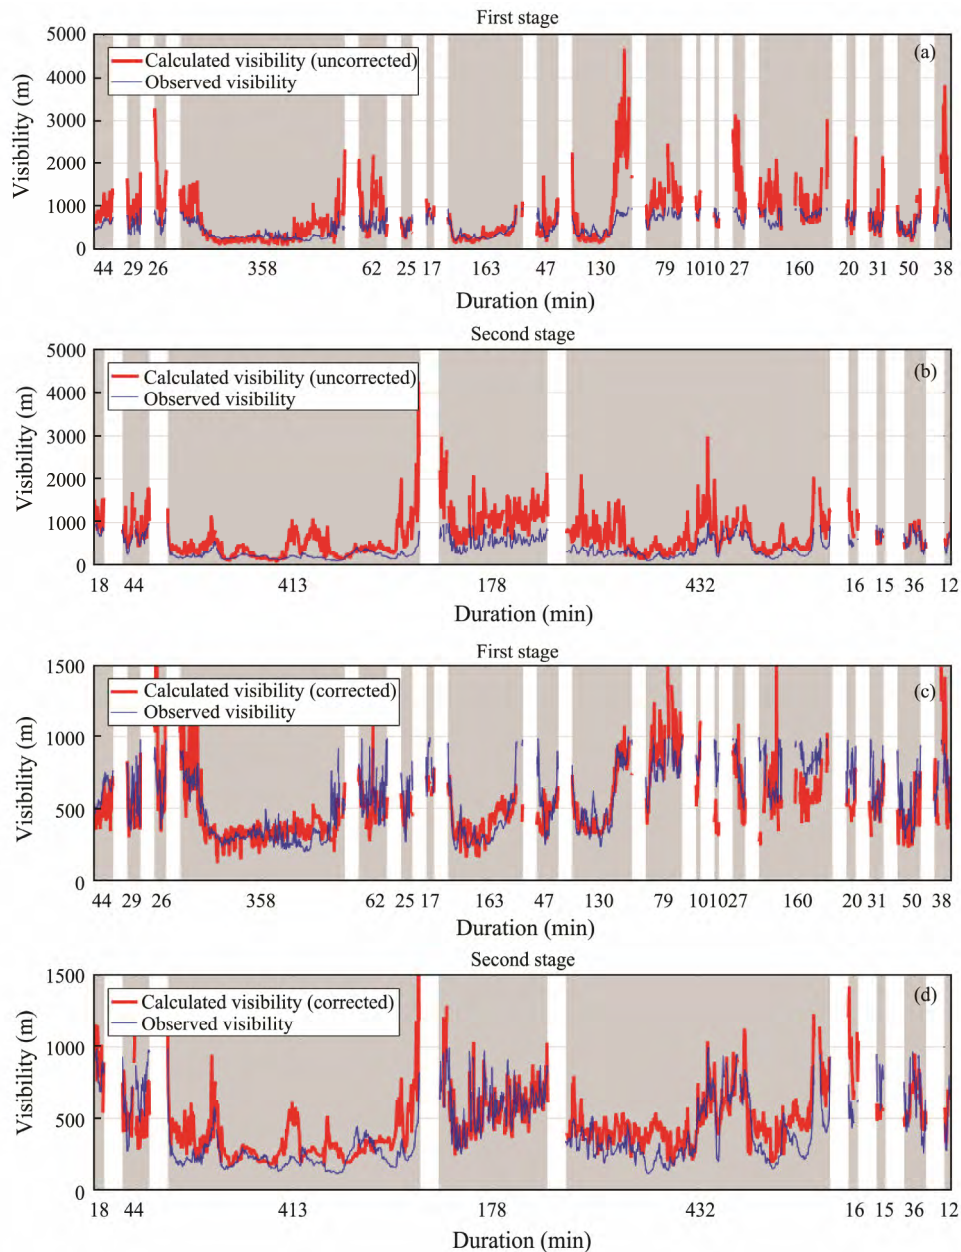 First stage
(a)
Calculated visibility (uncorrected)
Observed visibility
Visibility (m)
5000
4000
3000
2000
1000
0
44 29 26 358 62 25 17 163 47 130 79 10 10 27 160 20 31 50 38
Duration (min)
Second stage
(b)
Calculated visibility (uncorrected)
Observed visibility
Visibility (m)
5000
4000
3000
2000
1000
0
18 44 413 178 432 16 15 36 12
Duration (min)
First stage
(c)
Calculated visibility (corrected)
Observed visibility
Visibility (m)
1500
1000
500
0
44 29 26 358 62 25 17 163 47 130 79 10 10 27 160 20 31 50 38
Duration (min)
Second stage
(d)
Calculated visibility (corrected)
Observed visibility
Visibility (m)
1500
1000
500
0
18 44 413 178 432 16 15 36 12
Duration (min)